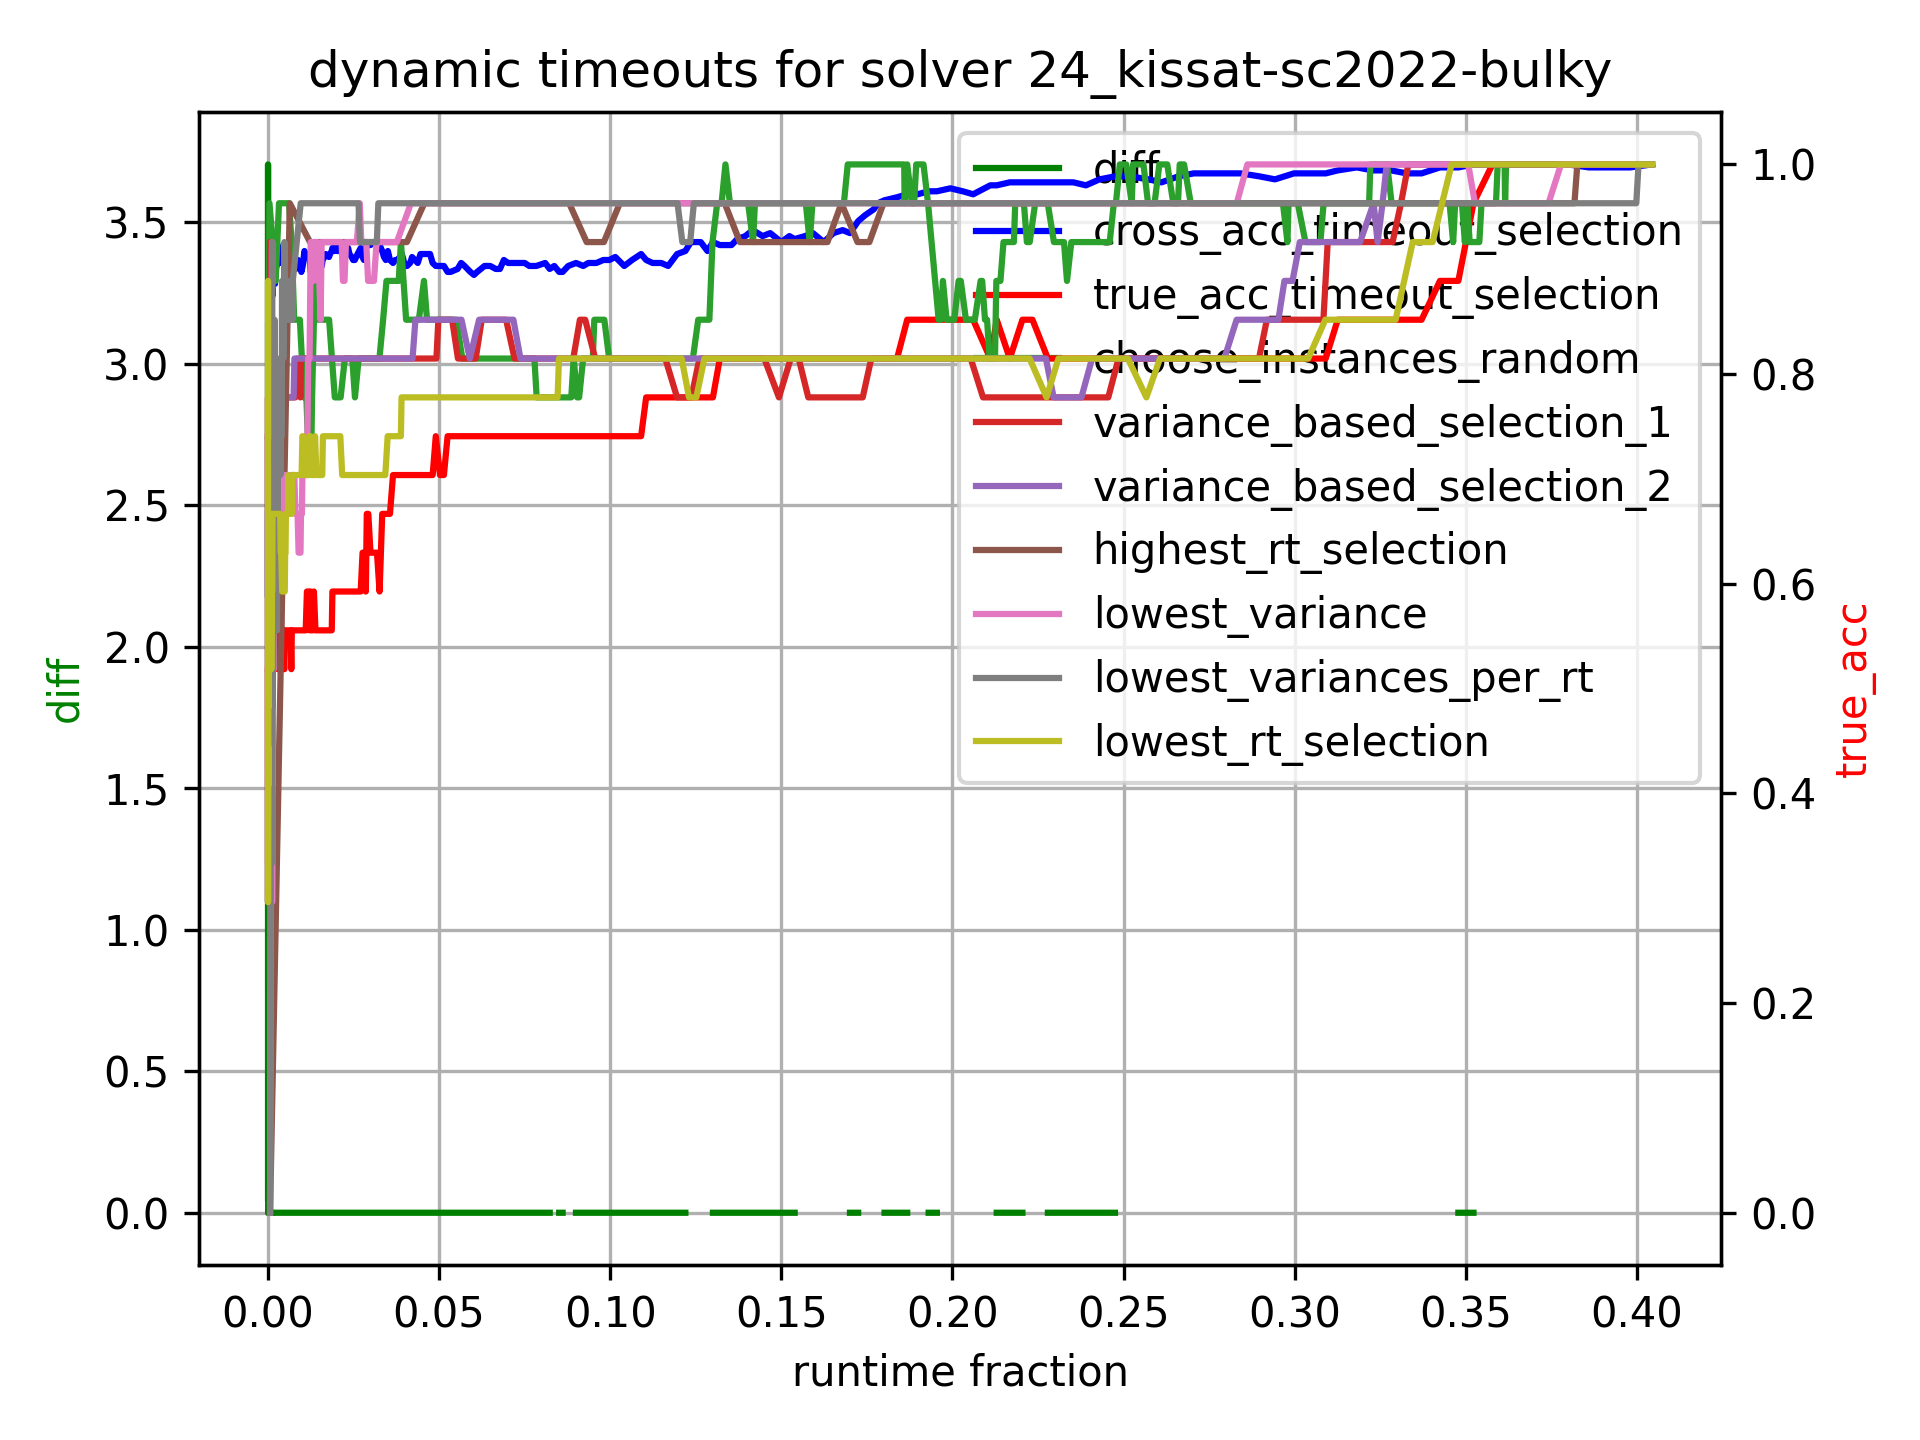 dynamic timeouts for solver 24_kissat-sc2022-bulky
diff
cross_acc_timeout_selection
true_acc_timeout_selection
choose_instances_random
variance_based_selection_1
variance_based_selection_2
highest_rt_selection
lowest_variance
lowest_variances_per_rt
lowest_rt_selection
3.5
3.0
2.5
2.0
1.5
1.0
0.5
0.0
diff
1.0
0.8
0.6
0.4
0.2
0.0
true_acc
0.00 0.05 0.10 0.15 0.20 0.25 0.30 0.35 0.40
runtime fraction